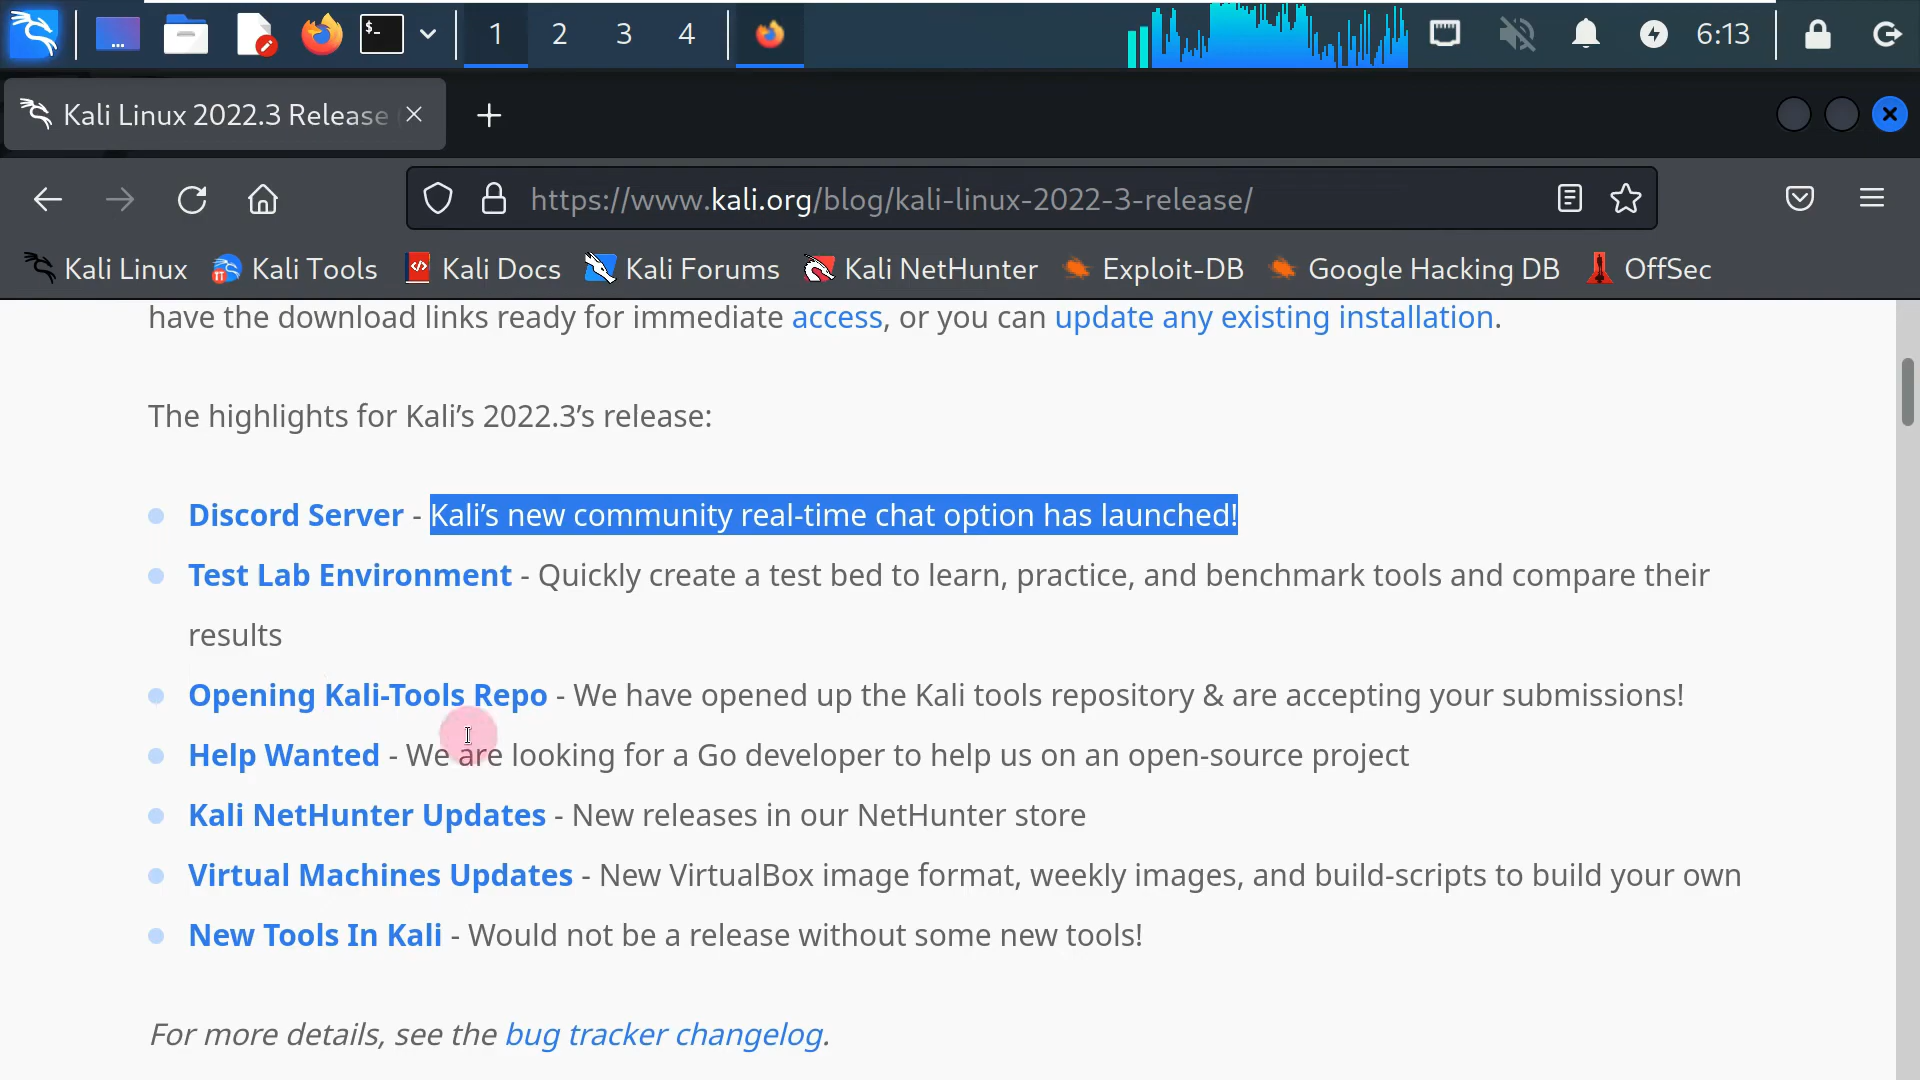 1 2 3 4 6:13
Kali Linux 2022.3 Release
https://www.kali.org/blog/kali-linux-2022-3-release/
Kali Linux Kali Tools Kali Docs Kali Forums Kali NetHunter Exploit-DB Google Hacking DB OffSec
have the download links ready for immediate access, or you can update any existing installation.
The highlights for Kali’s 2022.3’s release:
Discord Server - Kali’s new community real-time chat option has launched!
Test Lab Environment - Quickly create a test bed to learn, practice, and benchmark tools and compare their
results
Opening Kali-Tools Repo - We have opened up the Kali tools repository & are accepting your submissions!
Help Wanted - We are looking for a Go developer to help us on an open-source project
Kali NetHunter Updates - New releases in our NetHunter store
Virtual Machines Updates - New VirtualBox image format, weekly images, and build-scripts to build your own
New Tools In Kali - Would not be a release without some new tools!
For more details, see the bug tracker changelog.